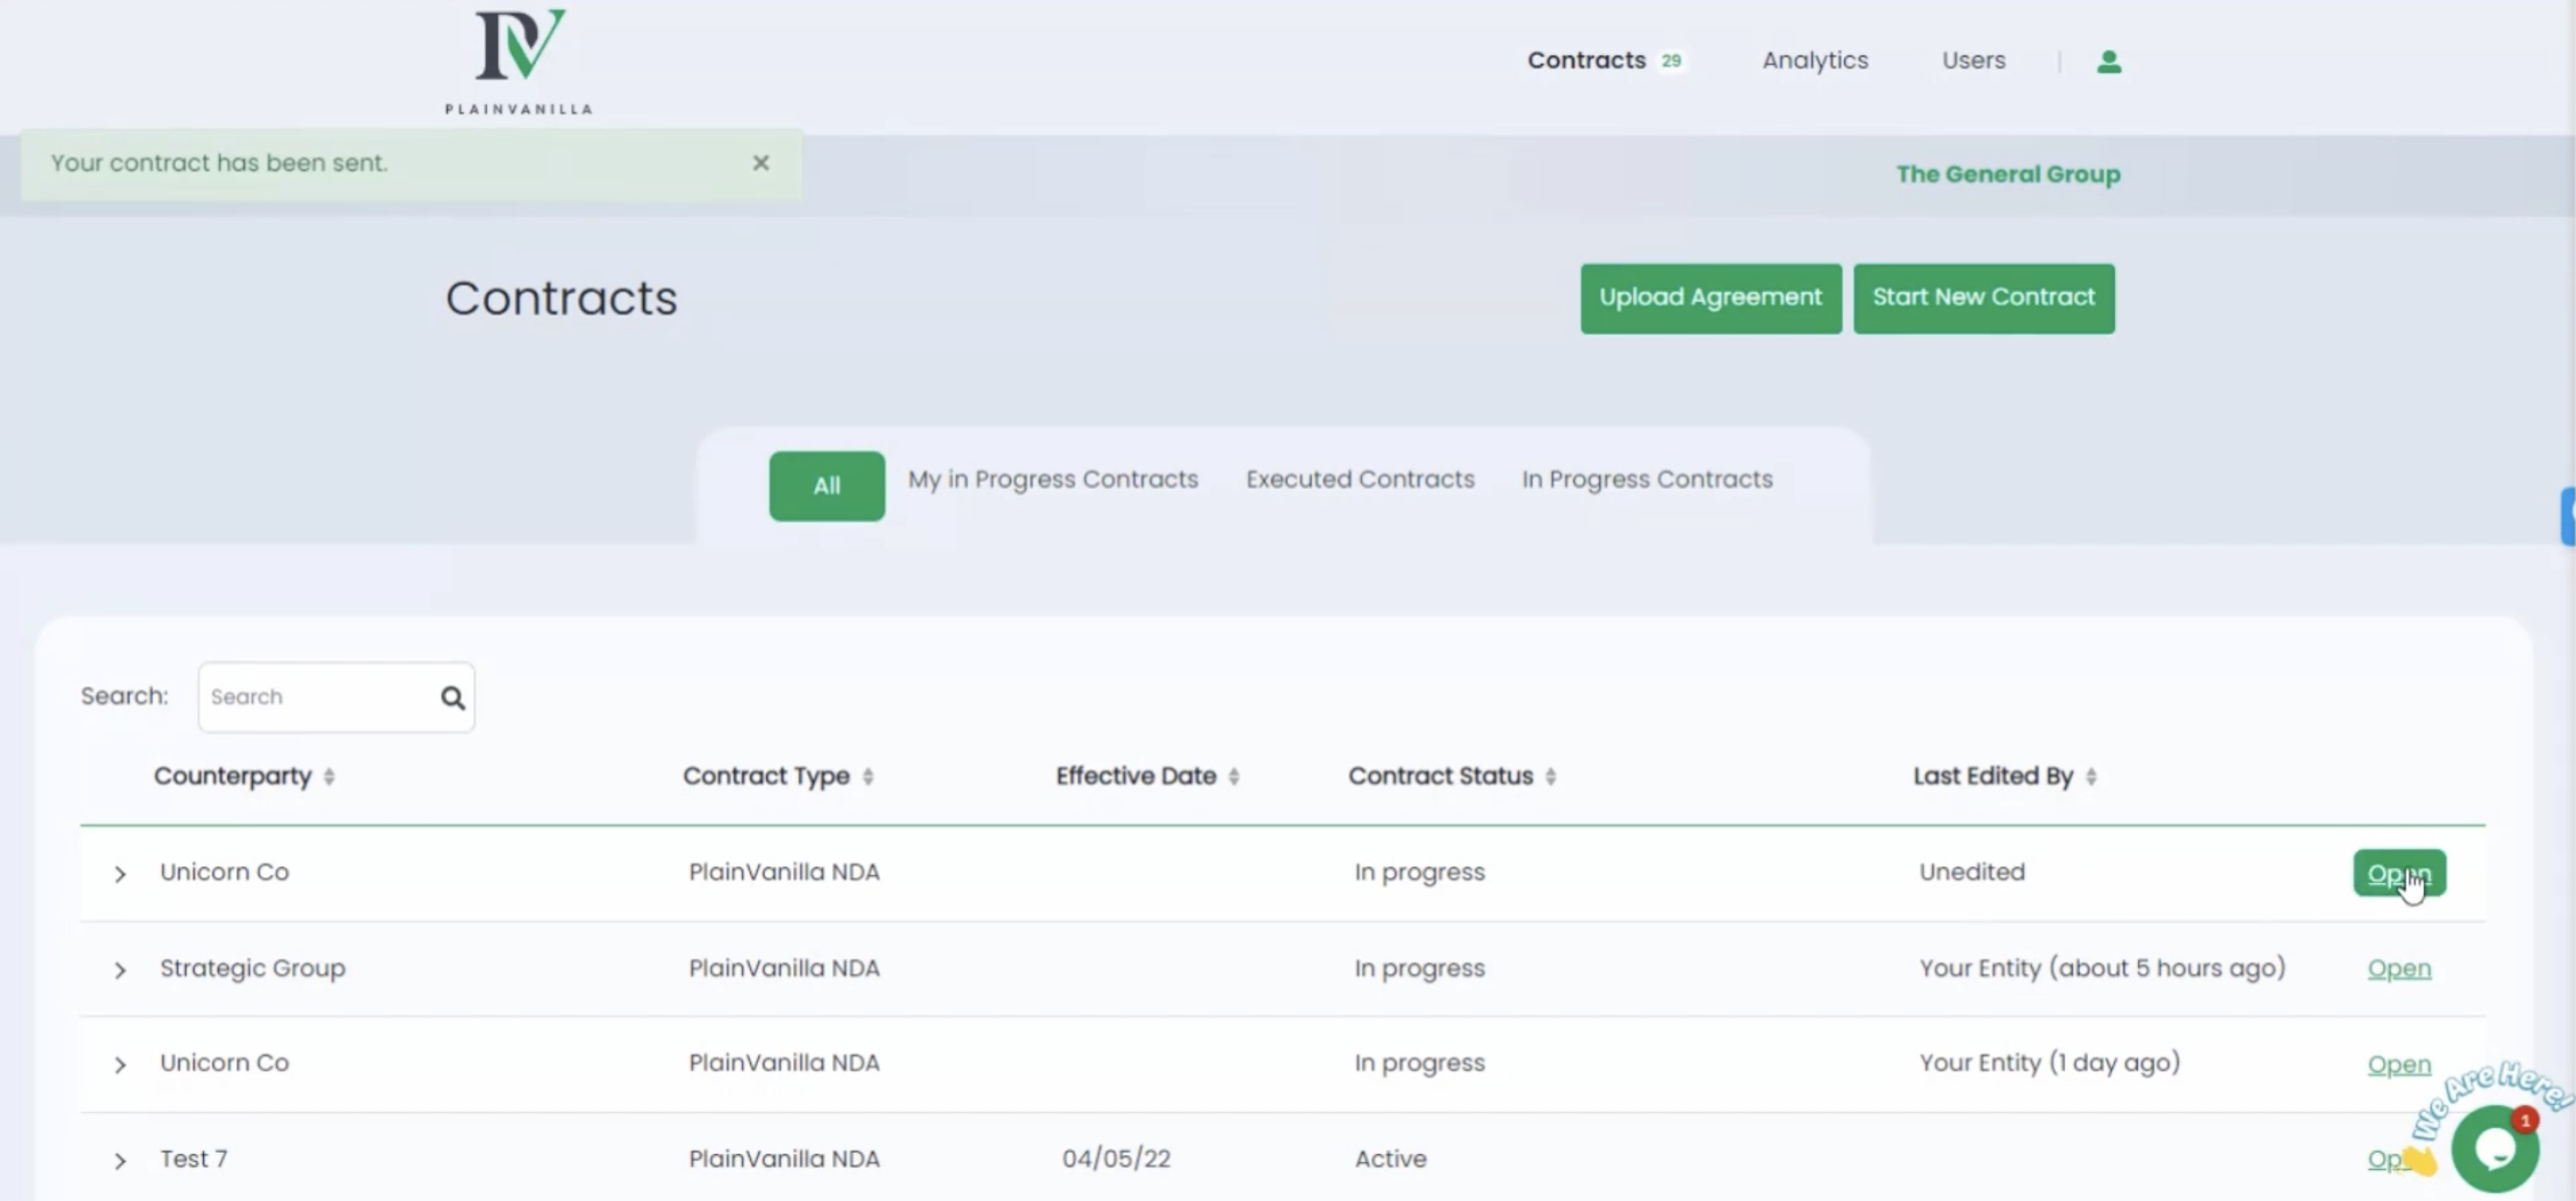 PV
PLAINVANILLA
Contracts 29 Analytics Users
Your contract has been sent. ×
The General Group
Contracts
Upload Agreement Start New Contract
All My in Progress Contracts Executed Contracts In Progress Contracts
Search: Search
Counterparty Contract Type Effective Date Contract Status Last Edited By
Unicorn Co PlainVanilla NDA In progress Unedited Open
Strategic Group PlainVanilla NDA In progress Your Entity (about 5 hours ago) Open
Unicorn Co PlainVanilla NDA In progress Your Entity (1 day ago) Open
We Are Here!
1
Test 7 PlainVanilla NDA 04/05/22 Active Op